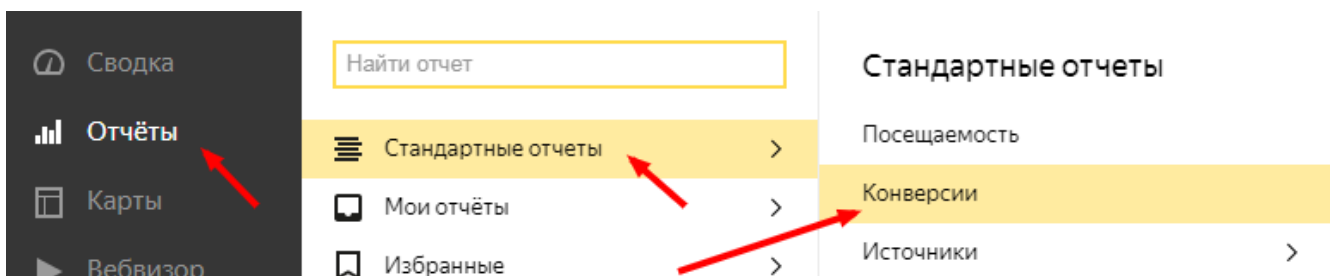 Сводка
Отчёты
Карты
Вебвизор
Найти отчет
Стандартные отчеты
Мои отчёты
Избранные
Стандартные отчеты
Посещаемость
Конверсии
Источники